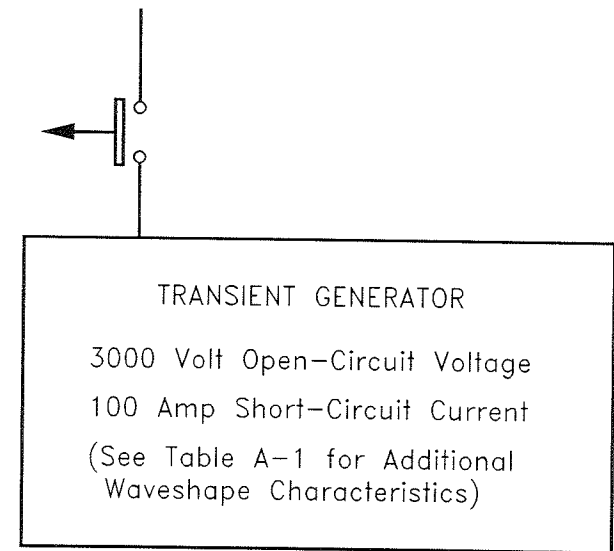 TRANSIENT GENERATOR
3000 Volt Open-Circuit Voltage
100 Amp Short-Circuit Current
(See Table A-1 for Additional
Waveshape Characteristics)